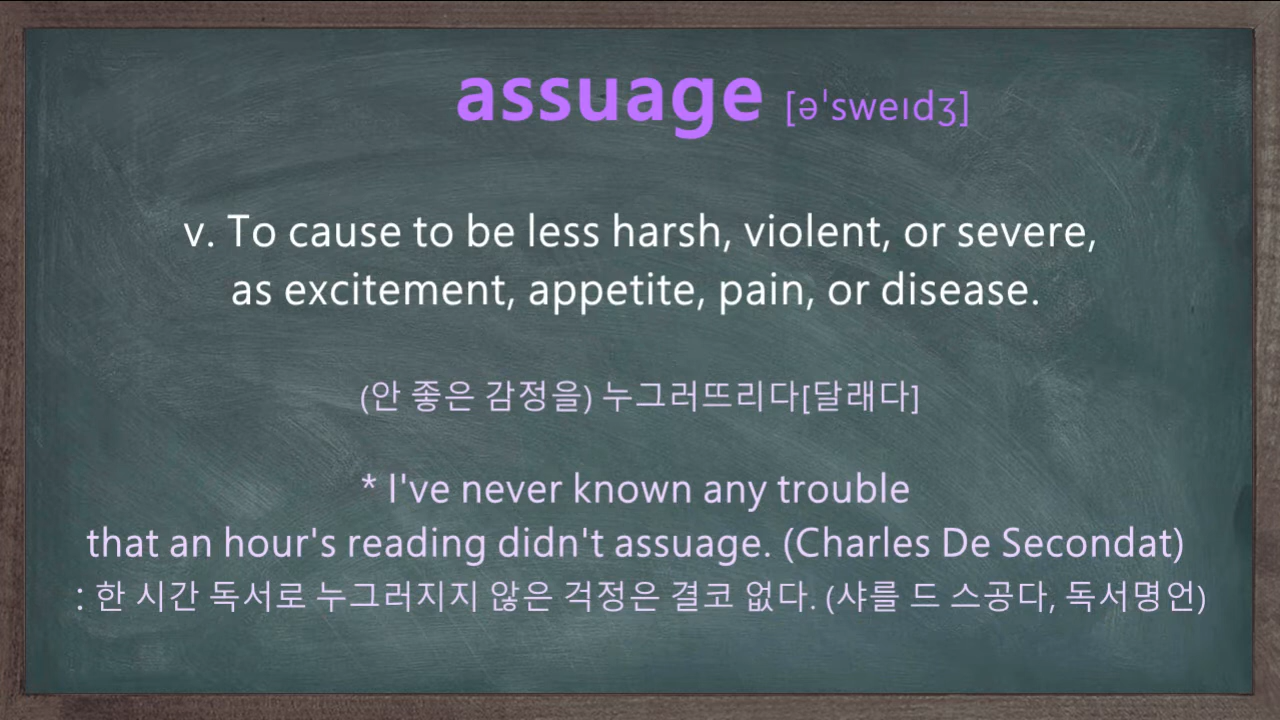 assuage [ə'sweıdʒ]
v. To cause to be less harsh, violent, or severe,
as excitement, appetite, pain, or disease.
(안 좋은 감정을) 누그러뜨리다[달래다]
* I've never known any trouble
that an hour's reading didn't assuage. (Charles De Secondat)
: 한 시간 독서로 누그러지지 않은 걱정은 결코 없다. (샤를 드 스공다, 독서명언)